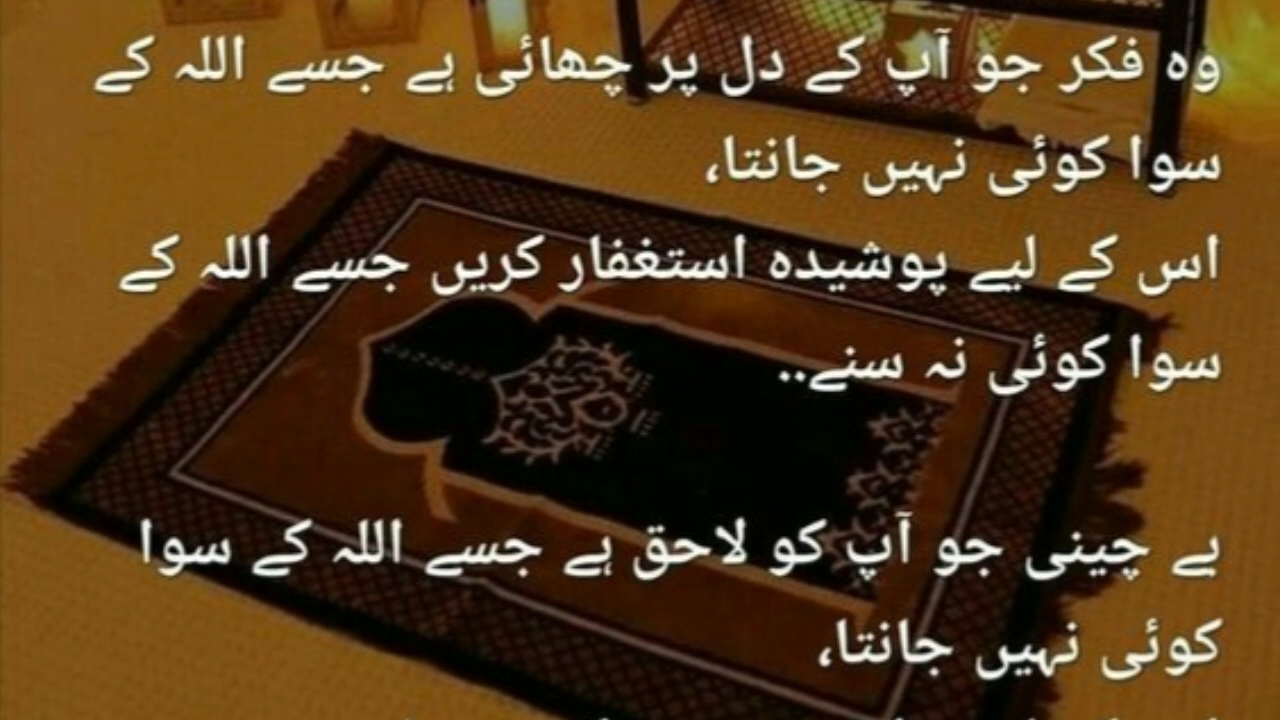 وہ فکر جو آپ کے دل پر چھائی ہے جسے اللہ کے
سوا کوئی نہیں جانتا،
اس کے لیے پوشیدہ استغفار کریں جسے اللہ کے
سوا کوئی نہ سنے..
بے چینی جو آپ کو لاحق ہے جسے اللہ کے سوا
کوئی نہیں جانتا،